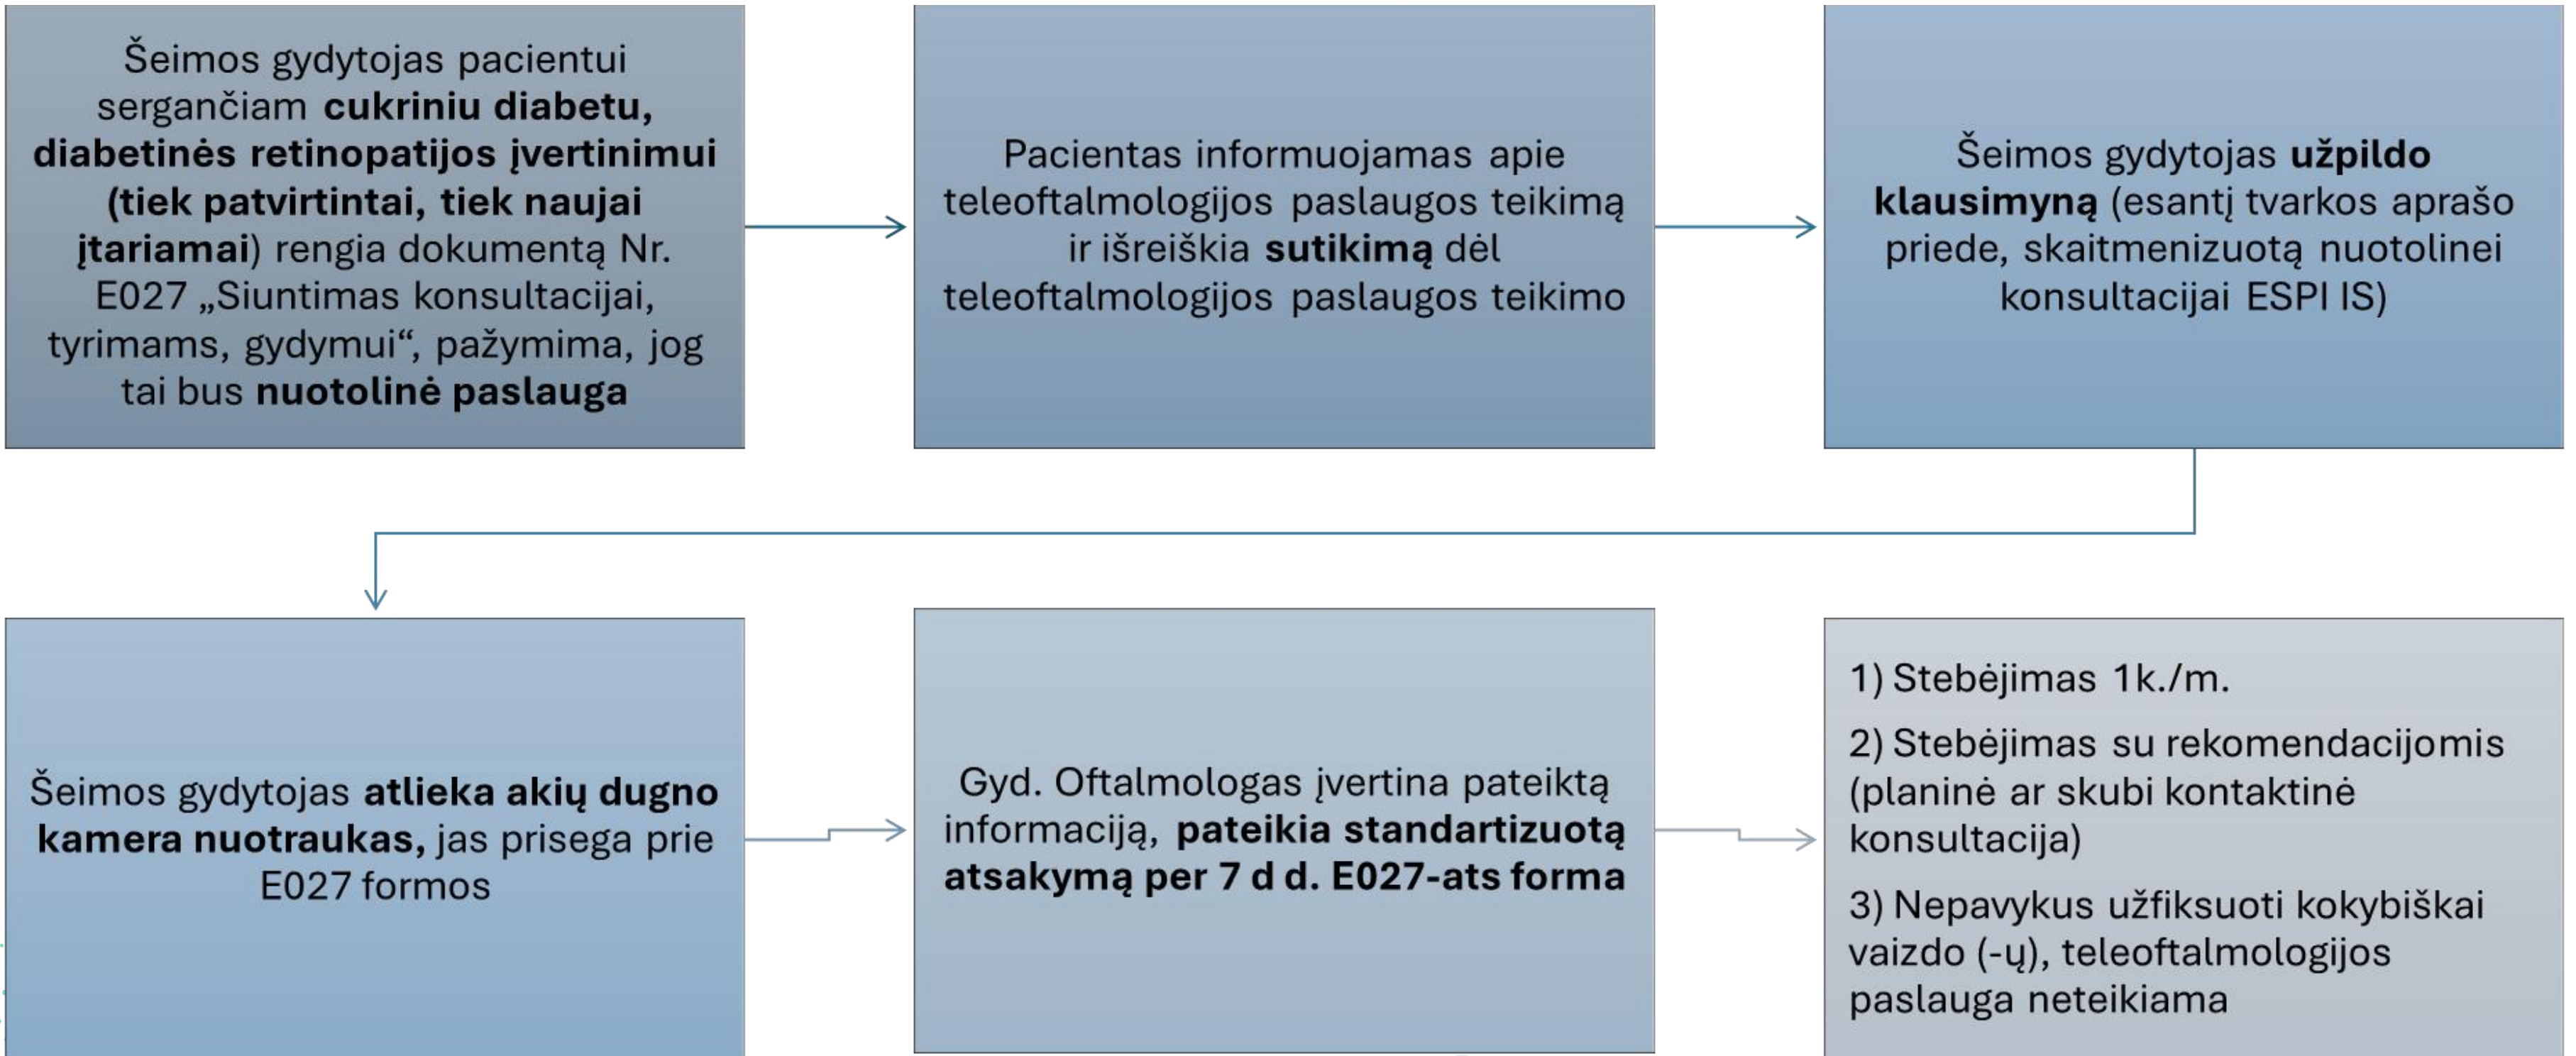 Šeimos gydytojas pacientui
sergančiam cukriniu diabetu,
diabetinės retinopatijos įvertinimui
(tiek patvirtintai, tiek naujai
įtariamai) rengia dokumentą Nr.
E027 „Siuntimas konsultacijai,
tyrimams, gydymui“, pažymima, jog
tai bus nuotolinė paslauga
Pacientas informuojamas apie
teleoftalmologijos paslaugos teikimą
ir išreiškia sutikimą dėl
teleoftalmologijos paslaugos teikimo
Šeimos gydytojas užpildo
klausimyną (esantį tvarkos aprašo
priede, skaitmenizuotą nuotolinei
konsultacijai ESPI IS)
Šeimos gydytojas atlieka akių dugno
kamera nuotraukas, jas prisega prie
E027 formos
Gyd. Oftalmologas įvertina pateiktą
informaciją, pateikia standartizuotą
atsakymą per 7 d d. E027-ats forma
1) Stebėjimas 1k./m.
2) Stebėjimas su rekomendacijomis
(planinė ar skubi kontaktinė
konsultacija)
3) Nepavykus užfiksuoti kokybiškai
vaizdo (-ų), teleoftalmologijos
paslauga neteikiama